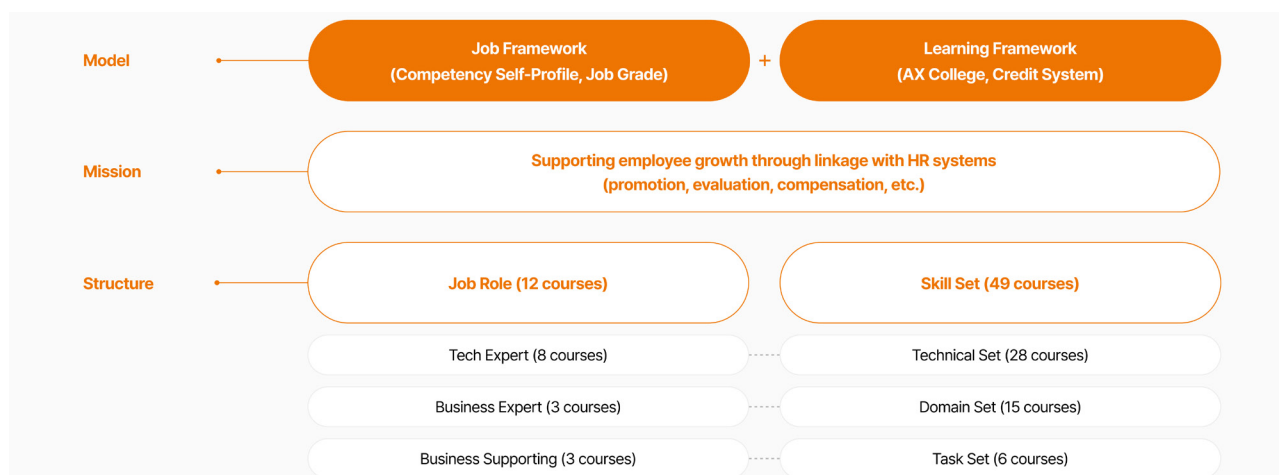 Model
Job Framework
(Competency Self-Profile, Job Grade)
+
Learning Framework
(AX College, Credit System)
Mission
Supporting employee growth through linkage with HR systems
(promotion, evaluation, compensation, etc.)
Structure
Job Role (12 courses)
Skill Set (49 courses)
Tech Expert (8 courses)
Technical Set (28 courses)
Business Expert (3 courses)
Domain Set (15 courses)
Business Supporting (3 courses)
Task Set (6 courses)